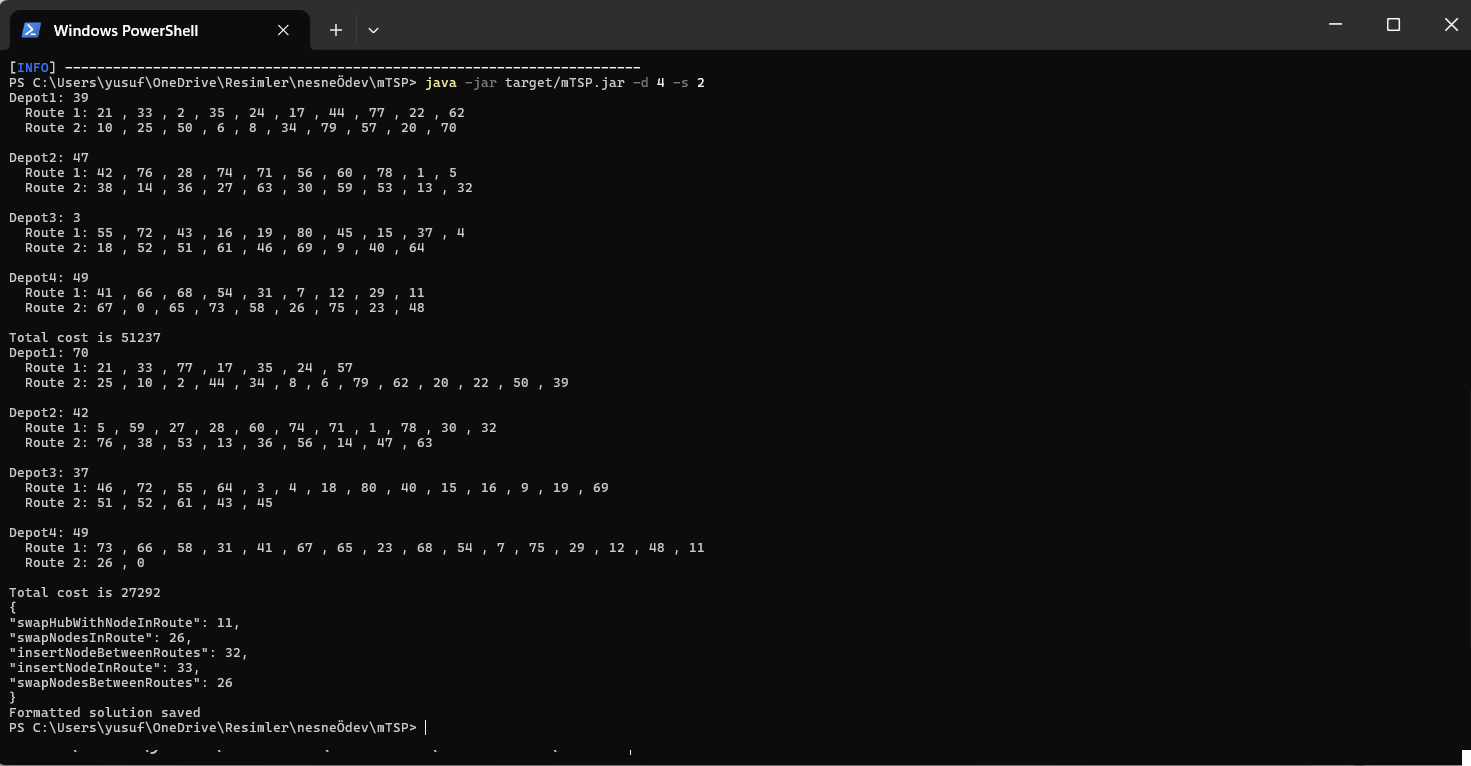 Windows PowerShell
[INFO] ------------------------------------------------------------------------
PS C:\Users\yusuf\OneDrive\Resimler\nesneÖdev\mTSP> java -jar target/mTSP.jar -d 4 -s 2
Depot1: 39
  Route 1: 21 , 33 , 2 , 35 , 24 , 17 , 44 , 77 , 22 , 62
  Route 2: 10 , 25 , 50 , 6 , 8 , 34 , 79 , 57 , 20 , 70

Depot2: 47
  Route 1: 42 , 76 , 28 , 74 , 71 , 56 , 60 , 78 , 1 , 5
  Route 2: 38 , 14 , 36 , 27 , 63 , 30 , 59 , 53 , 13 , 32

Depot3: 3
  Route 1: 55 , 72 , 43 , 16 , 19 , 80 , 45 , 15 , 37 , 4
  Route 2: 18 , 52 , 51 , 61 , 46 , 69 , 9 , 40 , 64

Depot4: 49
  Route 1: 41 , 66 , 68 , 54 , 31 , 7 , 12 , 29 , 11
  Route 2: 67 , 0 , 65 , 73 , 58 , 26 , 75 , 23 , 48

Total cost is 51237
Depot1: 70
  Route 1: 21 , 33 , 77 , 17 , 35 , 24 , 57
  Route 2: 25 , 10 , 2 , 44 , 34 , 8 , 6 , 79 , 62 , 20 , 22 , 50 , 39

Depot2: 42
  Route 1: 5 , 59 , 27 , 28 , 60 , 74 , 71 , 1 , 78 , 30 , 32
  Route 2: 76 , 38 , 53 , 13 , 36 , 56 , 14 , 47 , 63

Depot3: 37
  Route 1: 46 , 72 , 55 , 64 , 3 , 4 , 18 , 80 , 40 , 15 , 16 , 9 , 19 , 69
  Route 2: 51 , 52 , 61 , 43 , 45

Depot4: 49
  Route 1: 73 , 66 , 58 , 31 , 41 , 67 , 65 , 23 , 68 , 54 , 7 , 75 , 29 , 12 , 48 , 11
  Route 2: 26 , 0

Total cost is 27292
{
"swapHubWithNodeInRoute": 11,
"swapNodesInRoute": 26,
"insertNodeBetweenRoutes": 32,
"insertNodeInRoute": 33,
"swapNodesBetweenRoutes": 26
}
Formatted solution saved
PS C:\Users\yusuf\OneDrive\Resimler\nesneÖdev\mTSP>